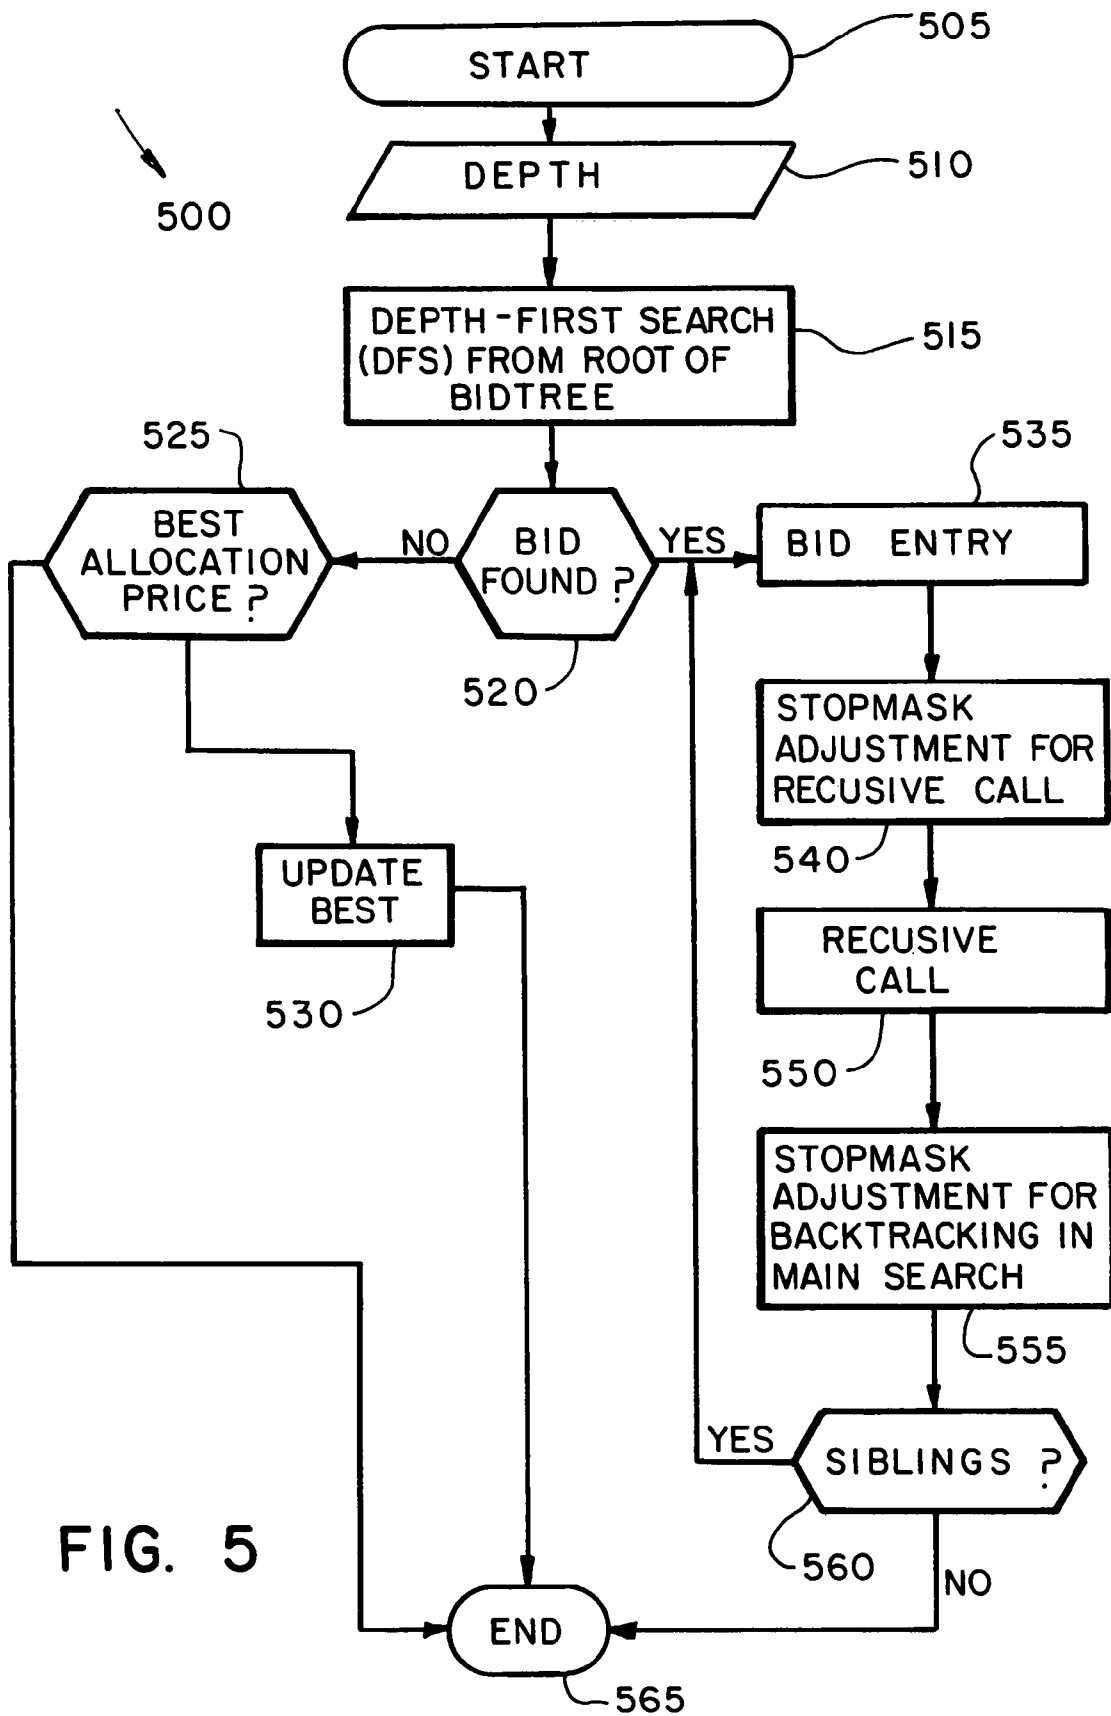 505
START
DEPTH
510
500
DEPTH-FIRST SEARCH
(DFS) FROM ROOT OF
BIDTREE
515
525
BEST
ALLOCATION
PRICE?
NO
BID
FOUND?
520
YES
535
BID ENTRY
STOPMASK
ADJUSTMENT FOR
RECUSIVE CALL
540
UPDATE
BEST
530
RECUSIVE
CALL
550
STOPMASK
ADJUSTMENT FOR
BACKTRACKING IN
MAIN SEARCH
555
YES
SIBLINGS ?
560
NO
FIG. 5
END
565